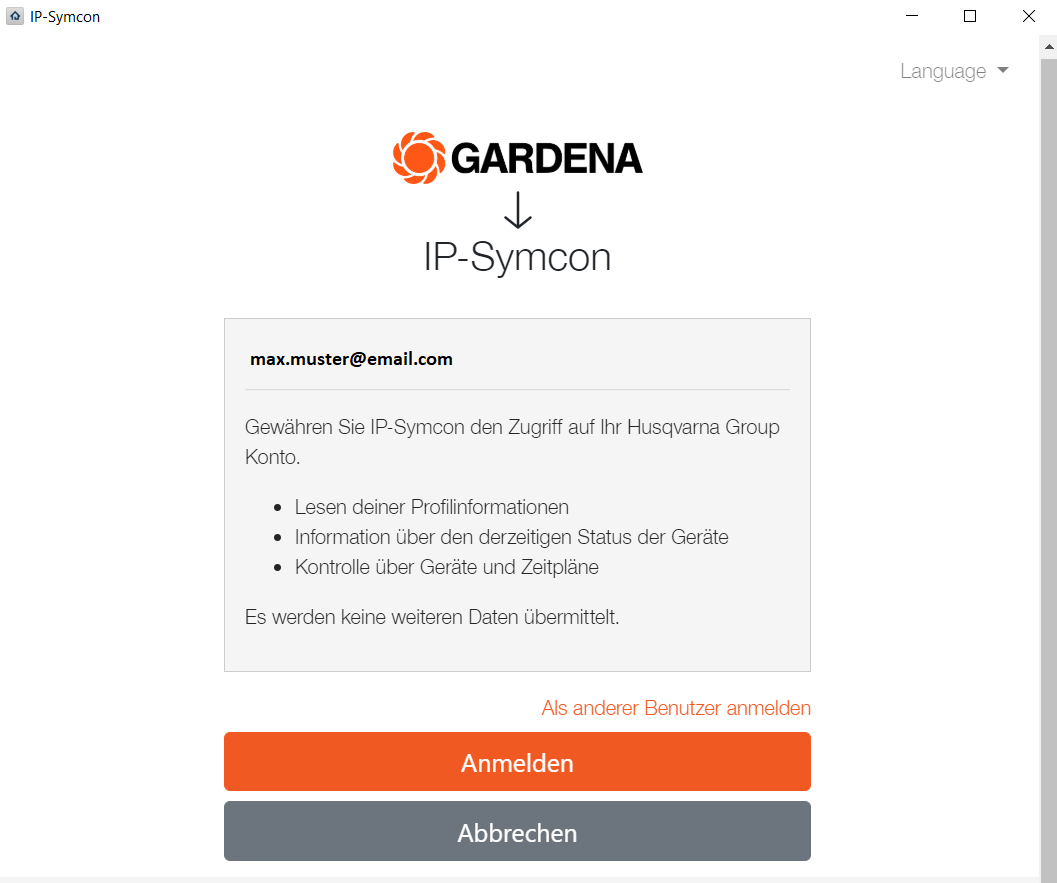 IP-Symcon
Language
GARDENA
IP-Symcon
max.muster@email.com
Gewähren Sie IP-Symcon den Zugriff auf Ihr Husqvarna Group
Konto.
Lesen deiner Profilinformationen
Information über den derzeitigen Status der Geräte
Kontrolle über Geräte und Zeitpläne
Es werden keine weiteren Daten übermittelt.
Als anderer Benutzer anmelden
Anmelden
Abbrechen